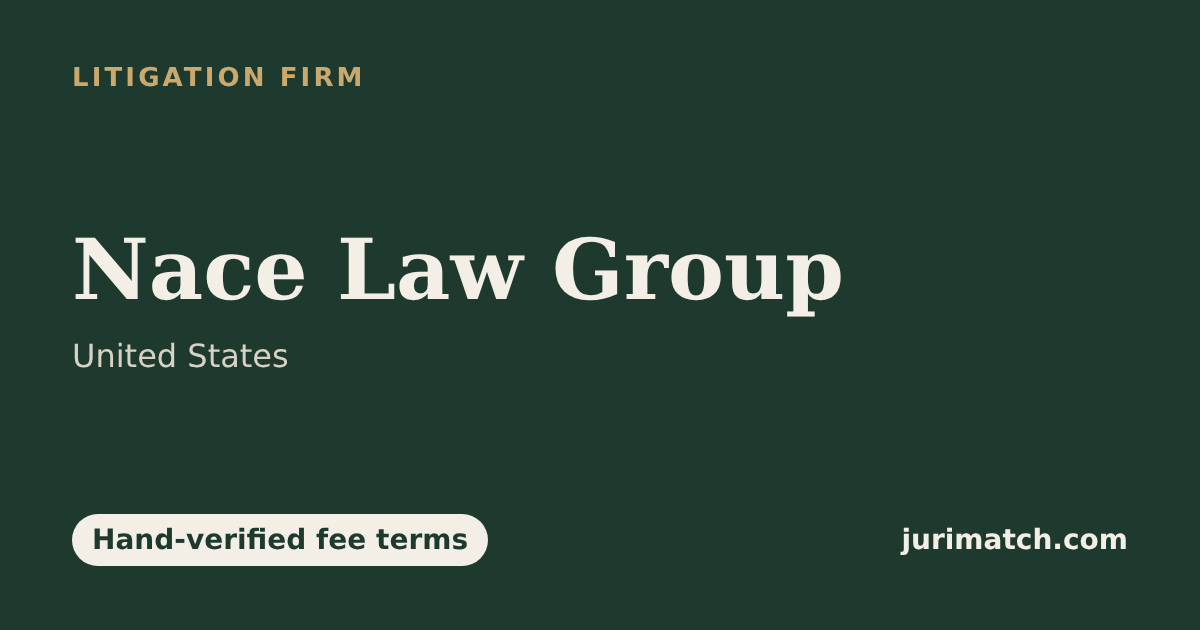 LITIGATION FIRM
Nace Law Group
United States
Hand-verified fee terms
jurimatch.com